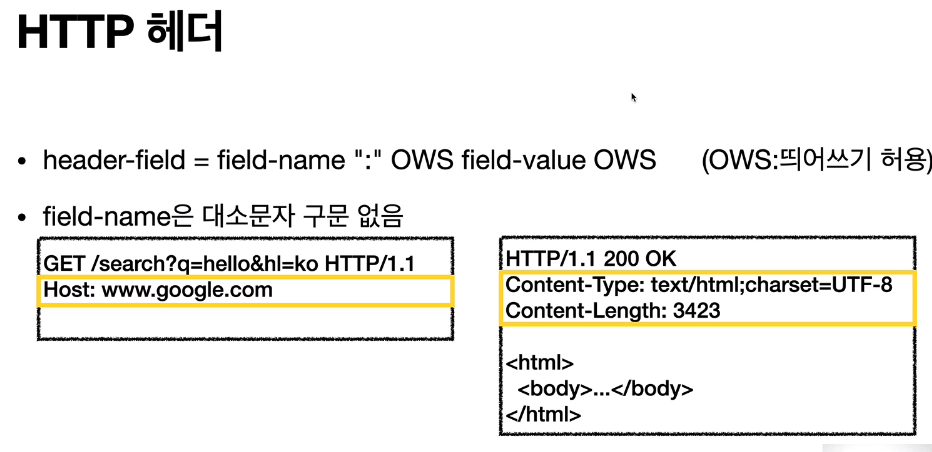 HTTP 헤더
• header-field = field-name ":" OWS field-value OWS (OWS:띄어쓰기 허용)
• field-name은 대소문자 구문 없음
GET /search?q=hello&hl=ko HTTP/1.1
Host: www.google.com
HTTP/1.1 200 OK
Content-Type: text/html;charset=UTF-8
Content-Length: 3423
<html>
<body>...</body>
</html>